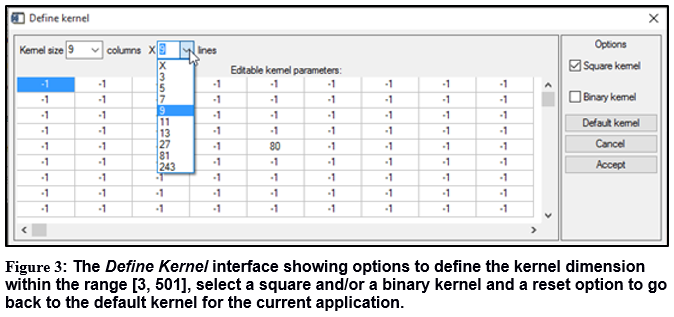 Define kernel
Kernel size 9 columns X 9 lines
X
3
5
7
9
11
13
27
81
243
Editable kernel parameters:
-1 -1 -1 -1 -1 -1 -1 -1
-1 -1 -1 -1 -1 -1 -1 -1
-1 -1 -1 -1 -1 -1 -1 -1
-1 -1 -1 -1 -1 -1 -1 -1
-1 -1 -1 80 -1 -1 -1 -1
-1 -1 -1 -1 -1 -1 -1 -1
-1 -1 -1 -1 -1 -1 -1 -1 -1
-1 -1 -1 -1 -1 -1 -1 -1 -1
-1 -1 -1 -1 -1 -1 -1 -1 -1
Options
Square kernel
Binary kernel
Default kernel
Cancel
Accept
Figure 3: The Define Kernel interface showing options to define the kernel dimension
within the range [3, 501], select a square and/or a binary kernel and a reset option to go
back to the default kernel for the current application.